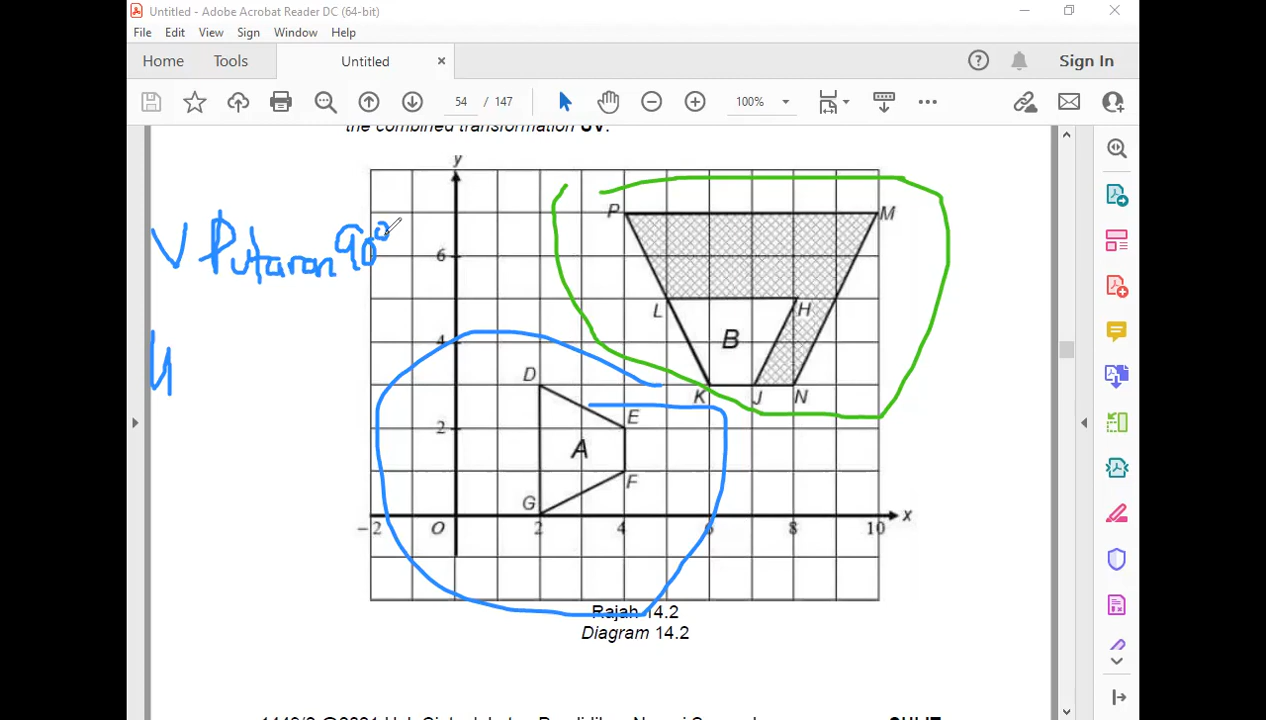 Untitled - Adobe Acrobat Reader DC (64-bit)
File Edit View Sign Window Help
Home Tools Untitled × ? Sign In
54 / 147 100%
the combined transformation UV.
y
P M
V Putaran 90°
6
L H
B
4
D K J N
E
2
A
F
G
-2 O 2 4 6 8 10 x
U
Rajah 14.2
Diagram 14.2